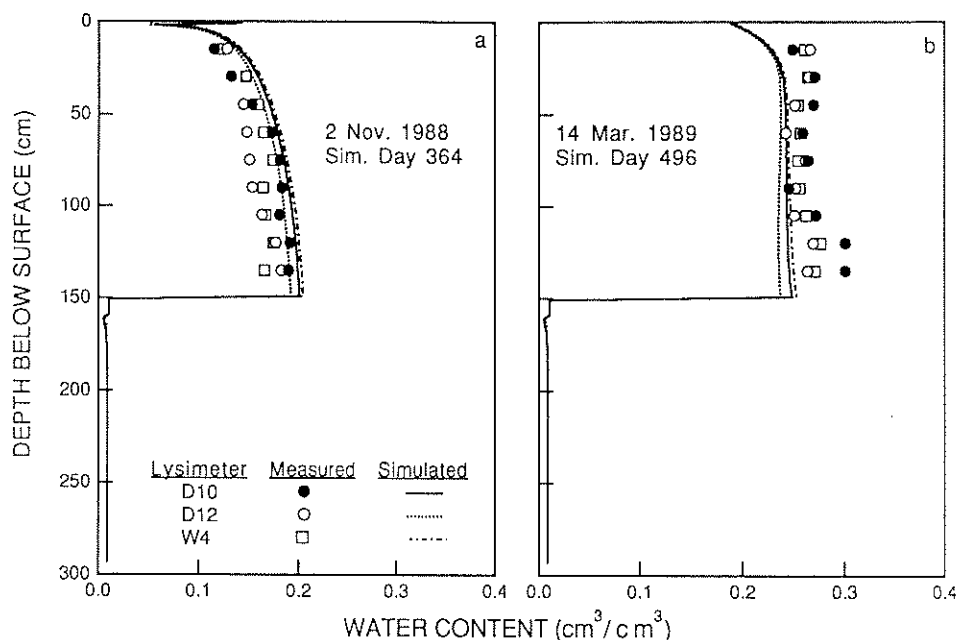 a
b
0
50
100
150
200
250
300
DEPTH BELOW SURFACE (cm)
2 Nov. 1988
Sim. Day 364
14 Mar. 1989
Sim. Day 496
Lysimeter Measured Simulated
D10
D12
W4
0.0 0.1 0.2 0.3 0.0 0.1 0.2 0.3 0.4
WATER CONTENT (cm³/cm³)